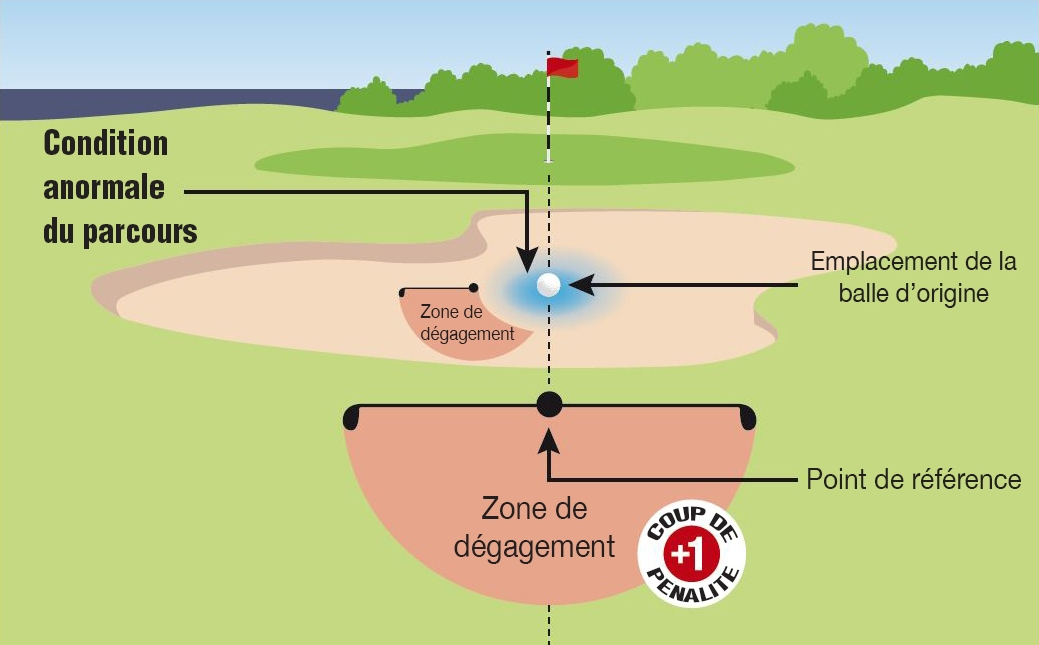 Condition
anormale
du parcours
Emplacement de la
balle d'origine
Zone de
dégagement
Point de référence
Zone de
dégagement
COUP DE
+1
PENALITE